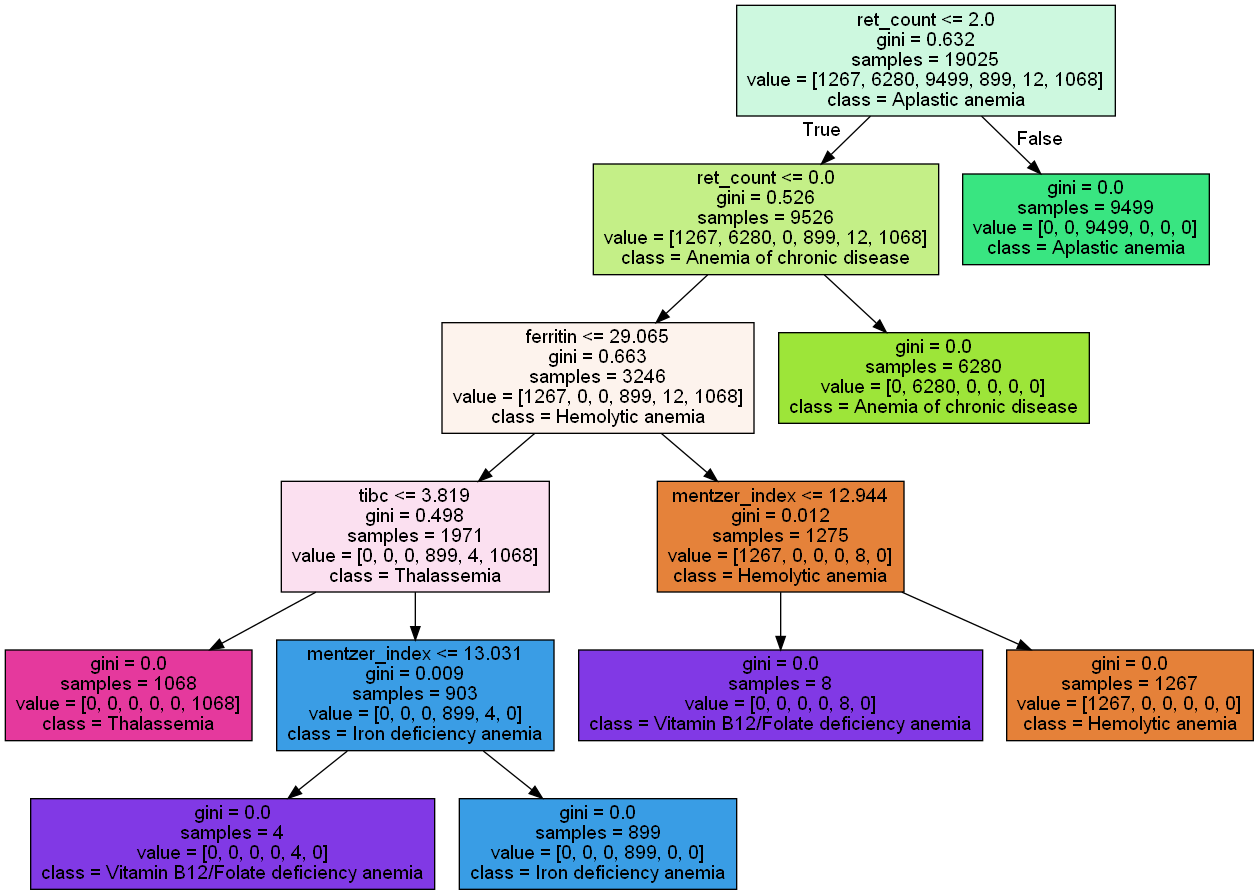 ret_count <= 2.0
gini = 0.632
samples = 19025
value = [1267, 6280, 9499, 899, 12, 1068]
class = Aplastic anemia
True
False
ret_count <= 0.0
gini = 0.526
samples = 9526
value = [1267, 6280, 0, 899, 12, 1068]
class = Anemia of chronic disease
gini = 0.0
samples = 9499
value = [0, 0, 9499, 0, 0, 0]
class = Aplastic anemia
ferritin <= 29.065
gini = 0.663
samples = 3246
value = [1267, 0, 0, 899, 12, 1068]
class = Hemolytic anemia
gini = 0.0
samples = 6280
value = [0, 6280, 0, 0, 0, 0]
class = Anemia of chronic disease
tibc <= 3.819
gini = 0.498
samples = 1971
value = [0, 0, 0, 899, 4, 1068]
class = Thalassemia
mentzer_index <= 12.944
gini = 0.012
samples = 1275
value = [1267, 0, 0, 0, 8, 0]
class = Hemolytic anemia
gini = 0.0
samples = 1068
value = [0, 0, 0, 0, 0, 1068]
class = Thalassemia
mentzer_index <= 13.031
gini = 0.009
samples = 903
value = [0, 0, 0, 899, 4, 0]
class = Iron deficiency anemia
gini = 0.0
samples = 8
value = [0, 0, 0, 0, 8, 0]
class = Vitamin B12/Folate deficiency anemia
gini = 0.0
samples = 1267
value = [1267, 0, 0, 0, 0, 0]
class = Hemolytic anemia
gini = 0.0
samples = 4
value = [0, 0, 0, 0, 4, 0]
class = Vitamin B12/Folate deficiency anemia
gini = 0.0
samples = 899
value = [0, 0, 0, 899, 0, 0]
class = Iron deficiency anemia